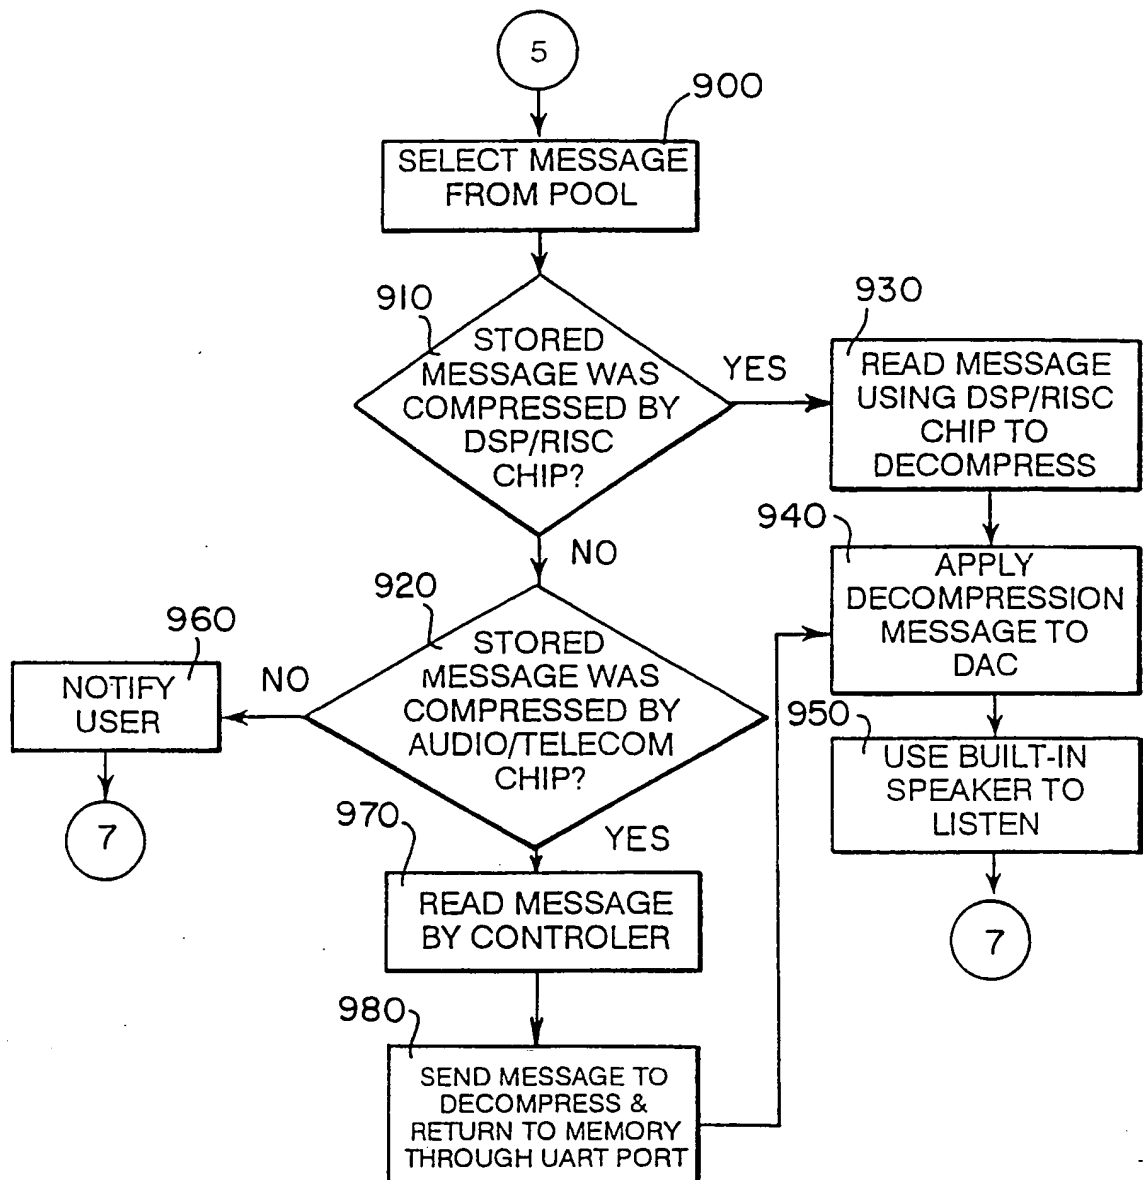 5
900
SELECT MESSAGE
FROM POOL
910
STORED
MESSAGE WAS
COMPRESSED BY
DSP/RISC
CHIP?
YES
930
READ MESSAGE
USING DSP/RISC
CHIP TO
DECOMPRESS
NO
940
APPLY
DECOMPRESSION
MESSAGE TO
DAC
920
STORED
MESSAGE WAS
COMPRESSED BY
AUDIO/TELECOM
CHIP?
NO
960
NOTIFY
USER
7
950
USE BUILT-IN
SPEAKER TO
LISTEN
7
YES
970
READ MESSAGE
BY CONTROLER
980
SEND MESSAGE TO
DECOMPRESS &
RETURN TO MEMORY
THROUGH UART PORT